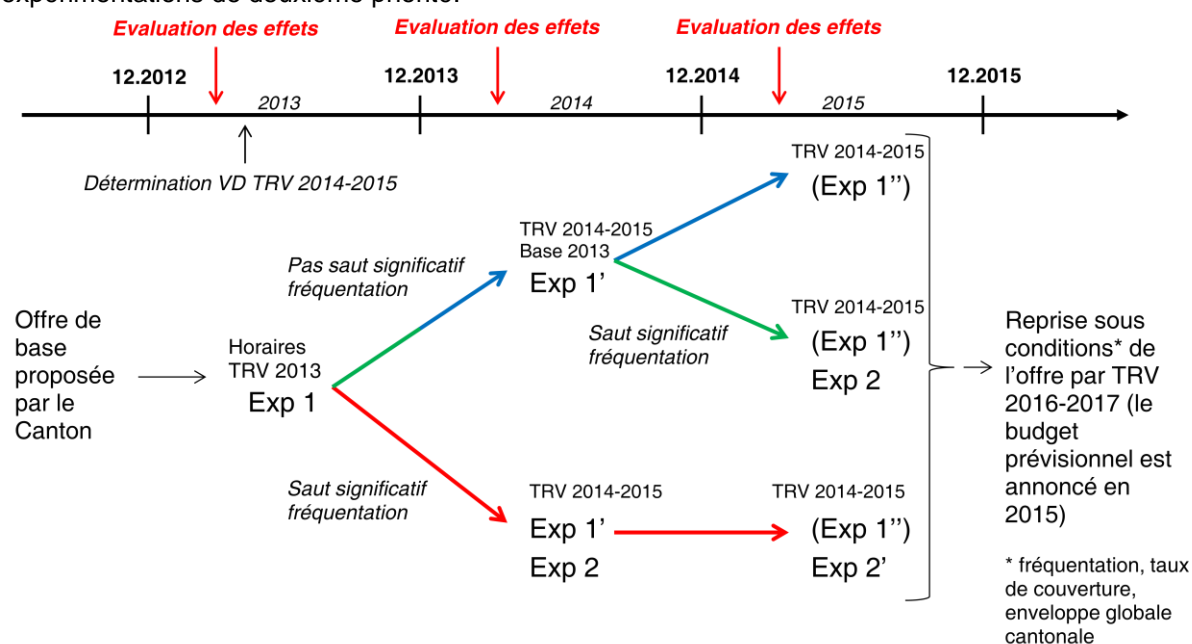 expérimentations de deuxième priorité.
Evaluation des effets
Evaluation des effets
Evaluation des effets
12.2012
12.2013
12.2014
12.2015
2013
2014
2015
Détermination VD TRV 2014-2015
Offre de
base
proposée
par le
Canton
Horaires
TRV 2013
Exp 1
Pas saut significatif
fréquentation
Saut significatif
fréquentation
TRV 2014-2015
Base 2013
Exp 1’
Saut significatif
fréquentation
TRV 2014-2015
Exp 1’
Exp 2
TRV 2014-2015
(Exp 1’’)
TRV 2014-2015
(Exp 1’’)
Exp 2
TRV 2014-2015
(Exp 1’’)
Exp 2’
Reprise sous
conditions* de
l’offre par TRV
2016-2017 (le
budget
prévisionnel est
annoncé en
2015)
* fréquentation, taux
de couverture,
enveloppe globale
cantonale